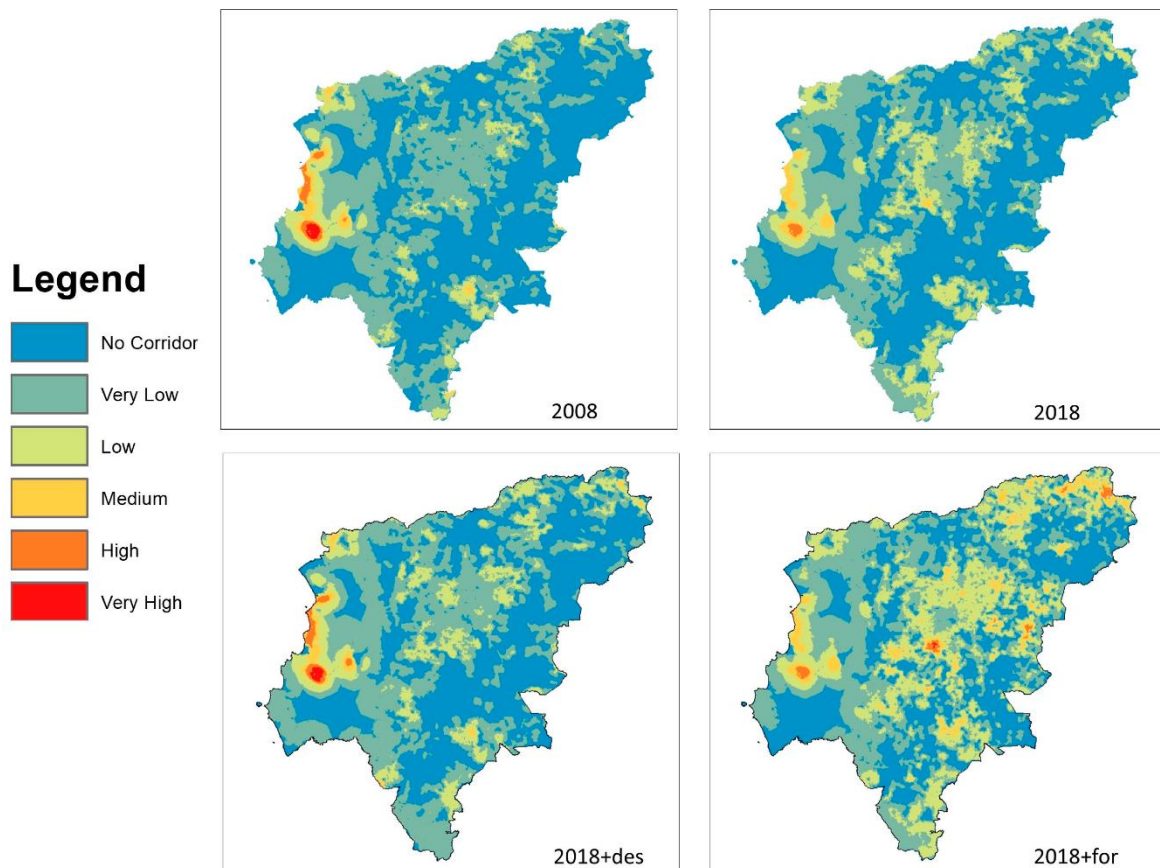 Legend
No Corridor
Very Low
Low
Medium
High
Very High
2008
2018
2018+des
2018+for